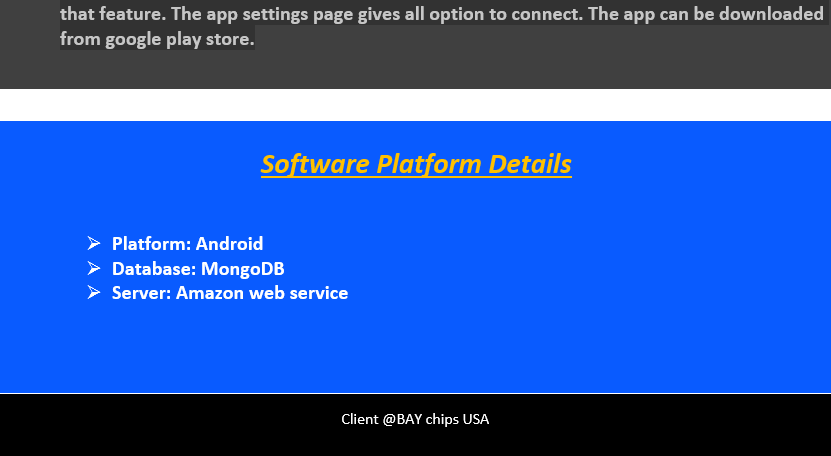 that feature. The app settings page gives all option to connect. The app can be downloaded
from google play store.
Software Platform Details
➢ Platform: Android
➢ Database: MongoDB
➢ Server: Amazon web service
Client @BAY chips USA